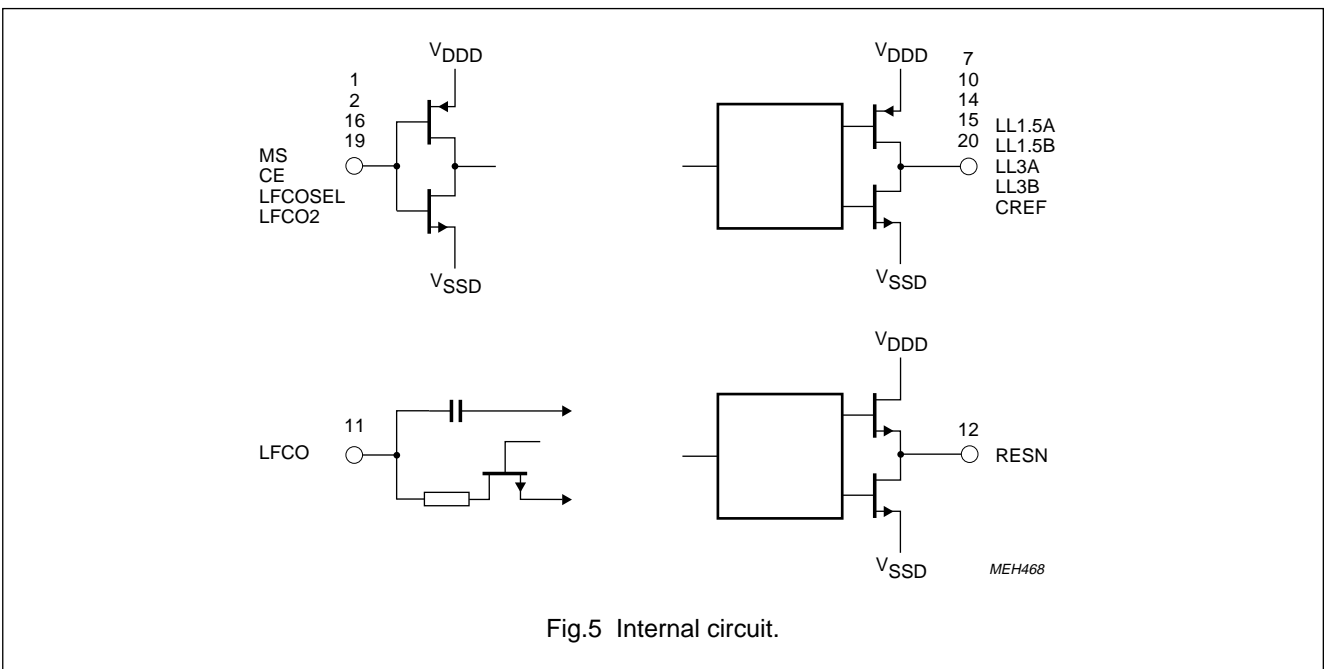 VDDD
1
2
16
19
MS
CE
LFCOSEL
LFCO2
VSSD
VDDD
7
10
14
15
20
LL1.5A
LL1.5B
LL3A
LL3B
CREF
VSSD
11
LFCO
VDDD
12
RESN
VSSD
MEH468
Fig.5 Internal circuit.